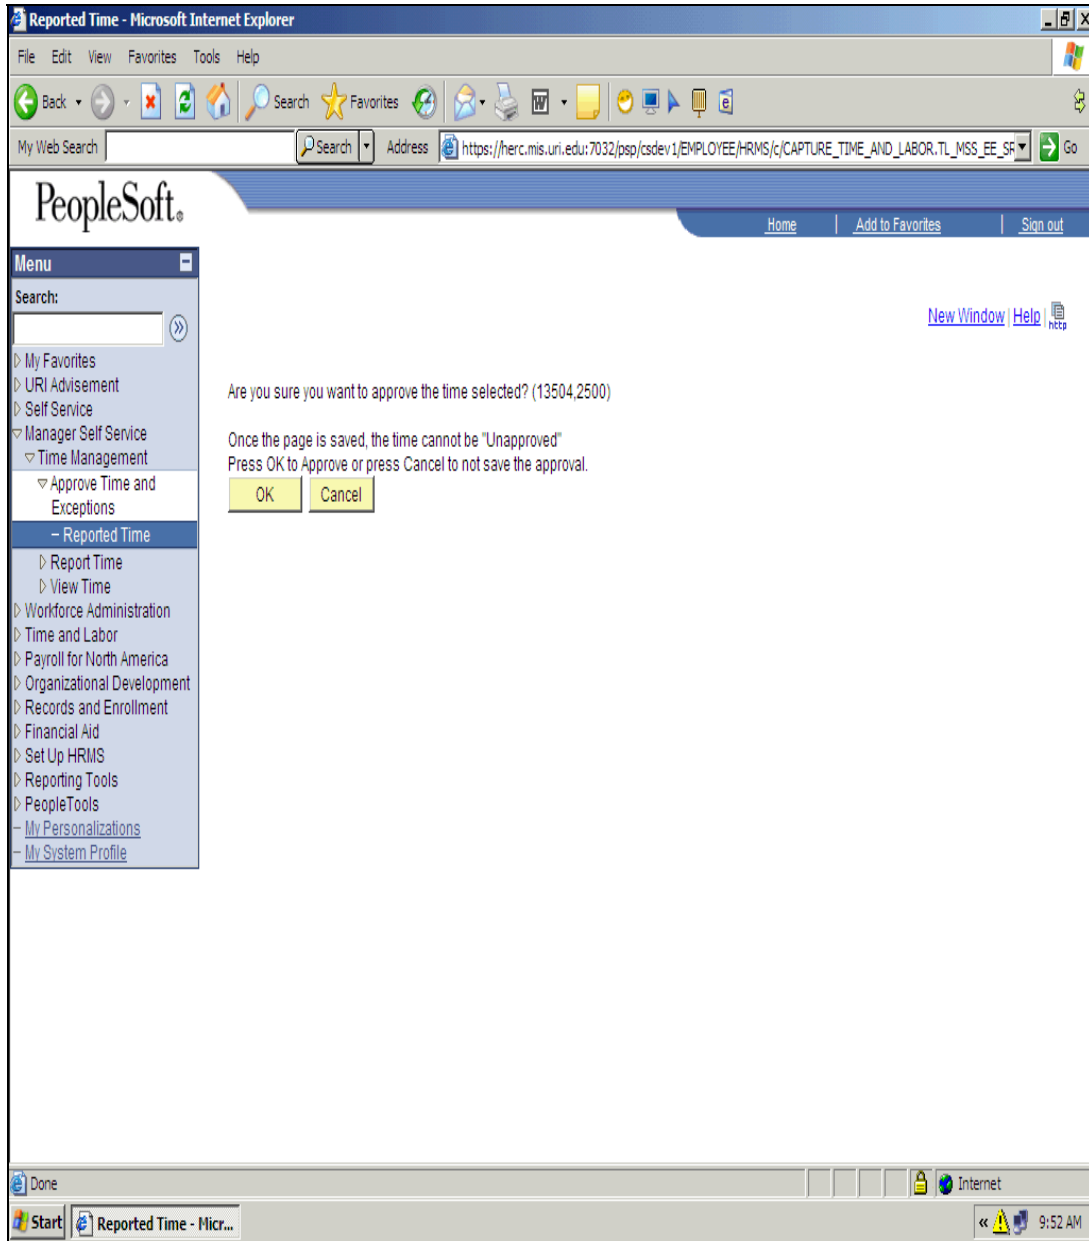 Reported Time - Microsoft Internet Explorer
File Edit View Favorites Tools Help
Back Search Favorites
My Web Search Search Address https://herc.mis.uri.edu:7032/psp/csdev1/EMPLOYEE/HRMS/c/CAPTURE_TIME_AND_LABOR.TL_MSS_EE_SR Go
PeopleSoft®
Home | Add to Favorites | Sign out
Menu
Search:
New Window | Help | http
My Favorites
URI Advisement
Self Service
Manager Self Service
Time Management
Approve Time and
Exceptions
– Reported Time
Report Time
View Time
Workforce Administration
Time and Labor
Payroll for North America
Organizational Development
Records and Enrollment
Financial Aid
Set Up HRMS
Reporting Tools
PeopleTools
– My Personalizations
– My System Profile
Are you sure you want to approve the time selected? (13504,2500)
Once the page is saved, the time cannot be "Unapproved"
Press OK to Approve or press Cancel to not save the approval.
OK Cancel
Done Internet
Start Reported Time - Micr... « 9:52 AM